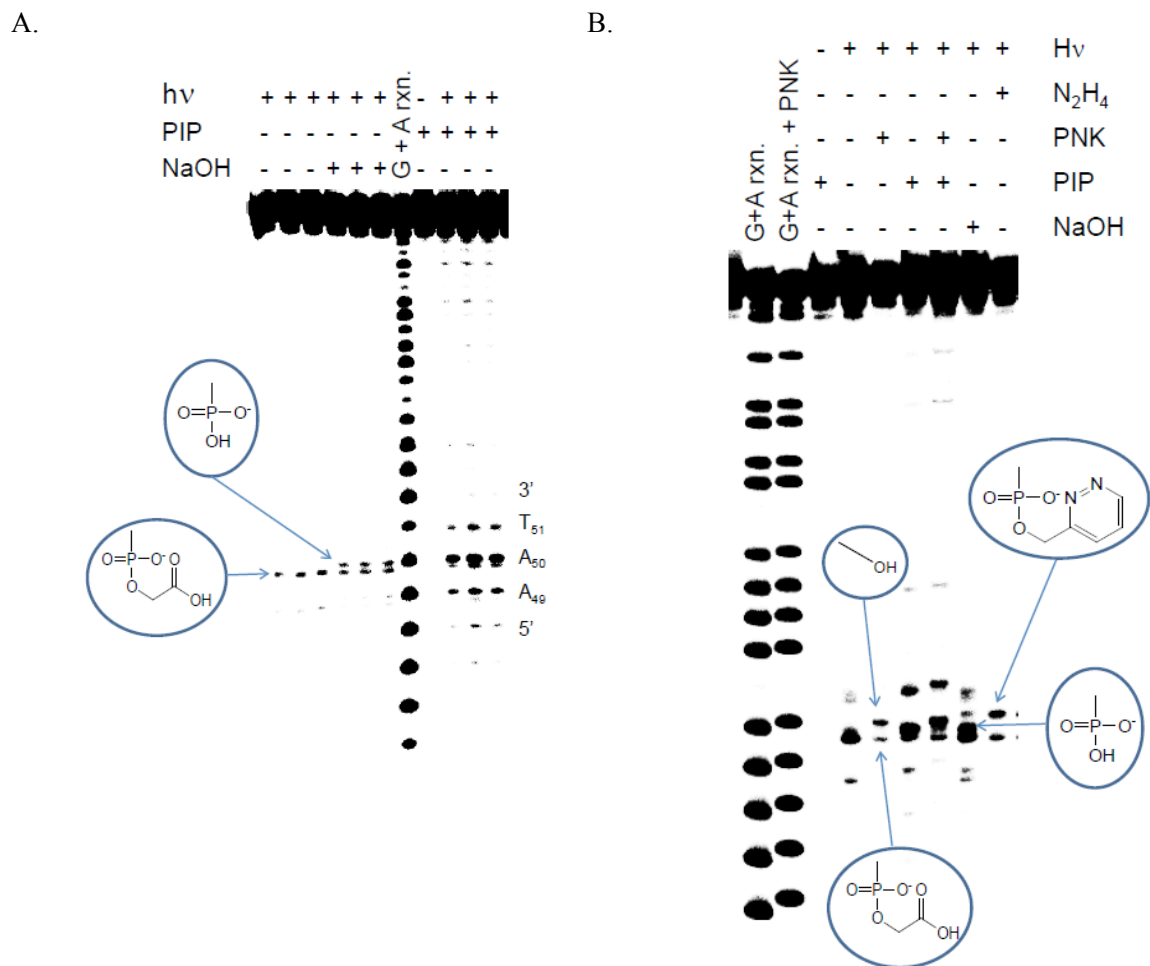 A.
hν + + + + + + - + + +
PIP - - - - - - + + + +
NaOH - - - + + + - - - -
G + A rxn.
O=P-O-
OH
O=P-O- O
O
OH
3'
T51
A50
A49
5'
B.
G+A rxn.
G+A rxn. + PNK
- + + + + + + Hν
- - - - - - + N2H4
- - + - + - - PNK
+ - - + + - - PIP
- - - - - + - NaOH
O=P-O- N=N
O
OH
O=P-O-
OH
O=P-O- O
O
OH